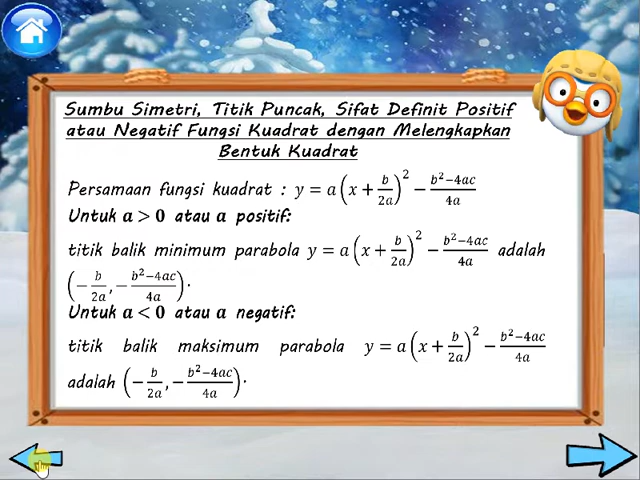 Sumbu Simetri, Titik Puncak, Sifat Definit Positif
atau Negatif Fungsi Kuadrat dengan Melengkapkan
Bentuk Kuadrat
Persamaan fungsi kuadrat : y = a(x + b/2a)² − (b²−4ac)/4a
Untuk a > 0 atau a positif:
titik balik minimum parabola y = a(x + b/2a)² − (b²−4ac)/4a adalah
(−b/2a, −(b²−4ac)/4a).
Untuk a < 0 atau a negatif:
titik balik maksimum parabola y = a(x + b/2a)² − (b²−4ac)/4a
adalah (−b/2a, −(b²−4ac)/4a).